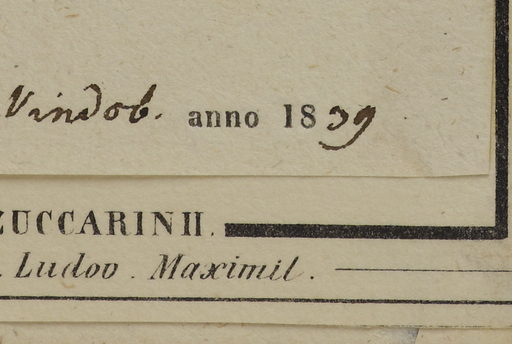 Vindob. anno 1839
ZUCCARINII.
. Ludov. Maximil.